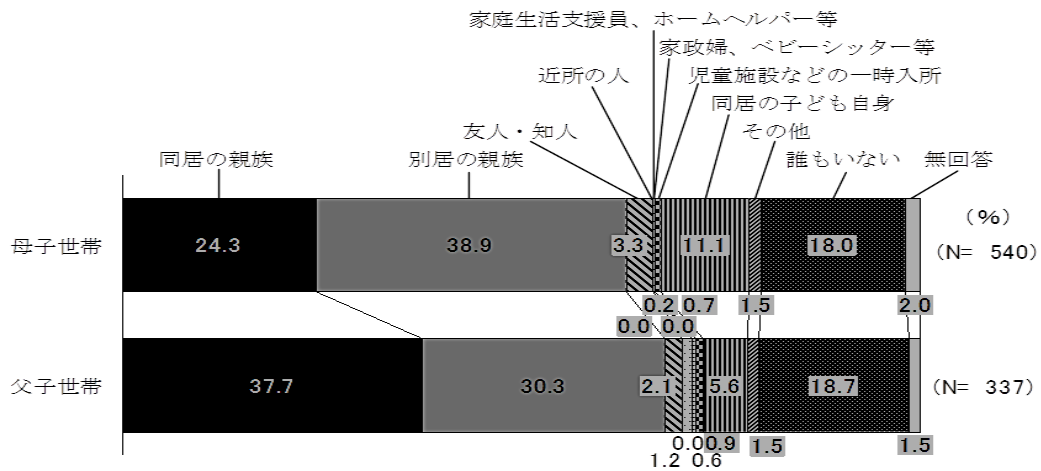 家庭生活支援員、ホームヘルパー等
家政婦、ベビーシッター等
近所の人
児童施設などの一時入所
同居の子ども自身
友人・知人
その他
同居の親族
別居の親族
誰もいない
無回答
(%)
母子世帯
24.3
38.9
3.3
11.1
18.0
(N= 540)
0.2
0.7
1.5
2.0
0.0
0.0
父子世帯
37.7
30.3
2.1
5.6
18.7
(N= 337)
0.0
0.9
1.5
1.5
1.2
0.6